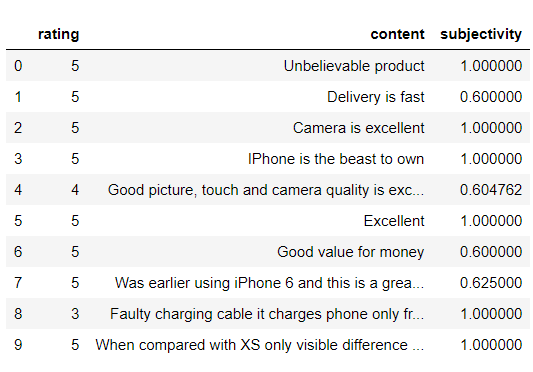 rating content subjectivity
0 5 Unbelievable product 1.000000
1 5 Delivery is fast 0.600000
2 5 Camera is excellent 1.000000
3 5 IPhone is the beast to own 1.000000
4 4 Good picture, touch and camera quality is exc... 0.604762
5 5 Excellent 1.000000
6 5 Good value for money 0.600000
7 5 Was earlier using iPhone 6 and this is a grea... 0.625000
8 3 Faulty charging cable it charges phone only fr... 1.000000
9 5 When compared with XS only visible difference ... 1.000000